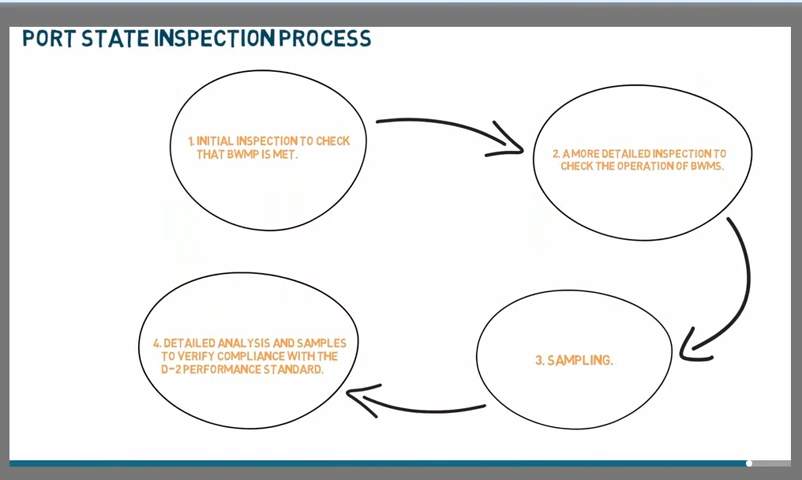 PORT STATE INSPECTION PROCESS
1. INITIAL INSPECTION TO CHECK
THAT BWMP IS MET.
2. A MORE DETAILED INSPECTION TO
CHECK THE OPERATION OF BWMS.
3. SAMPLING.
4. DETAILED ANALYSIS AND SAMPLES
TO VERIFY COMPLIANCE WITH THE
D-2 PERFORMANCE STANDARD.